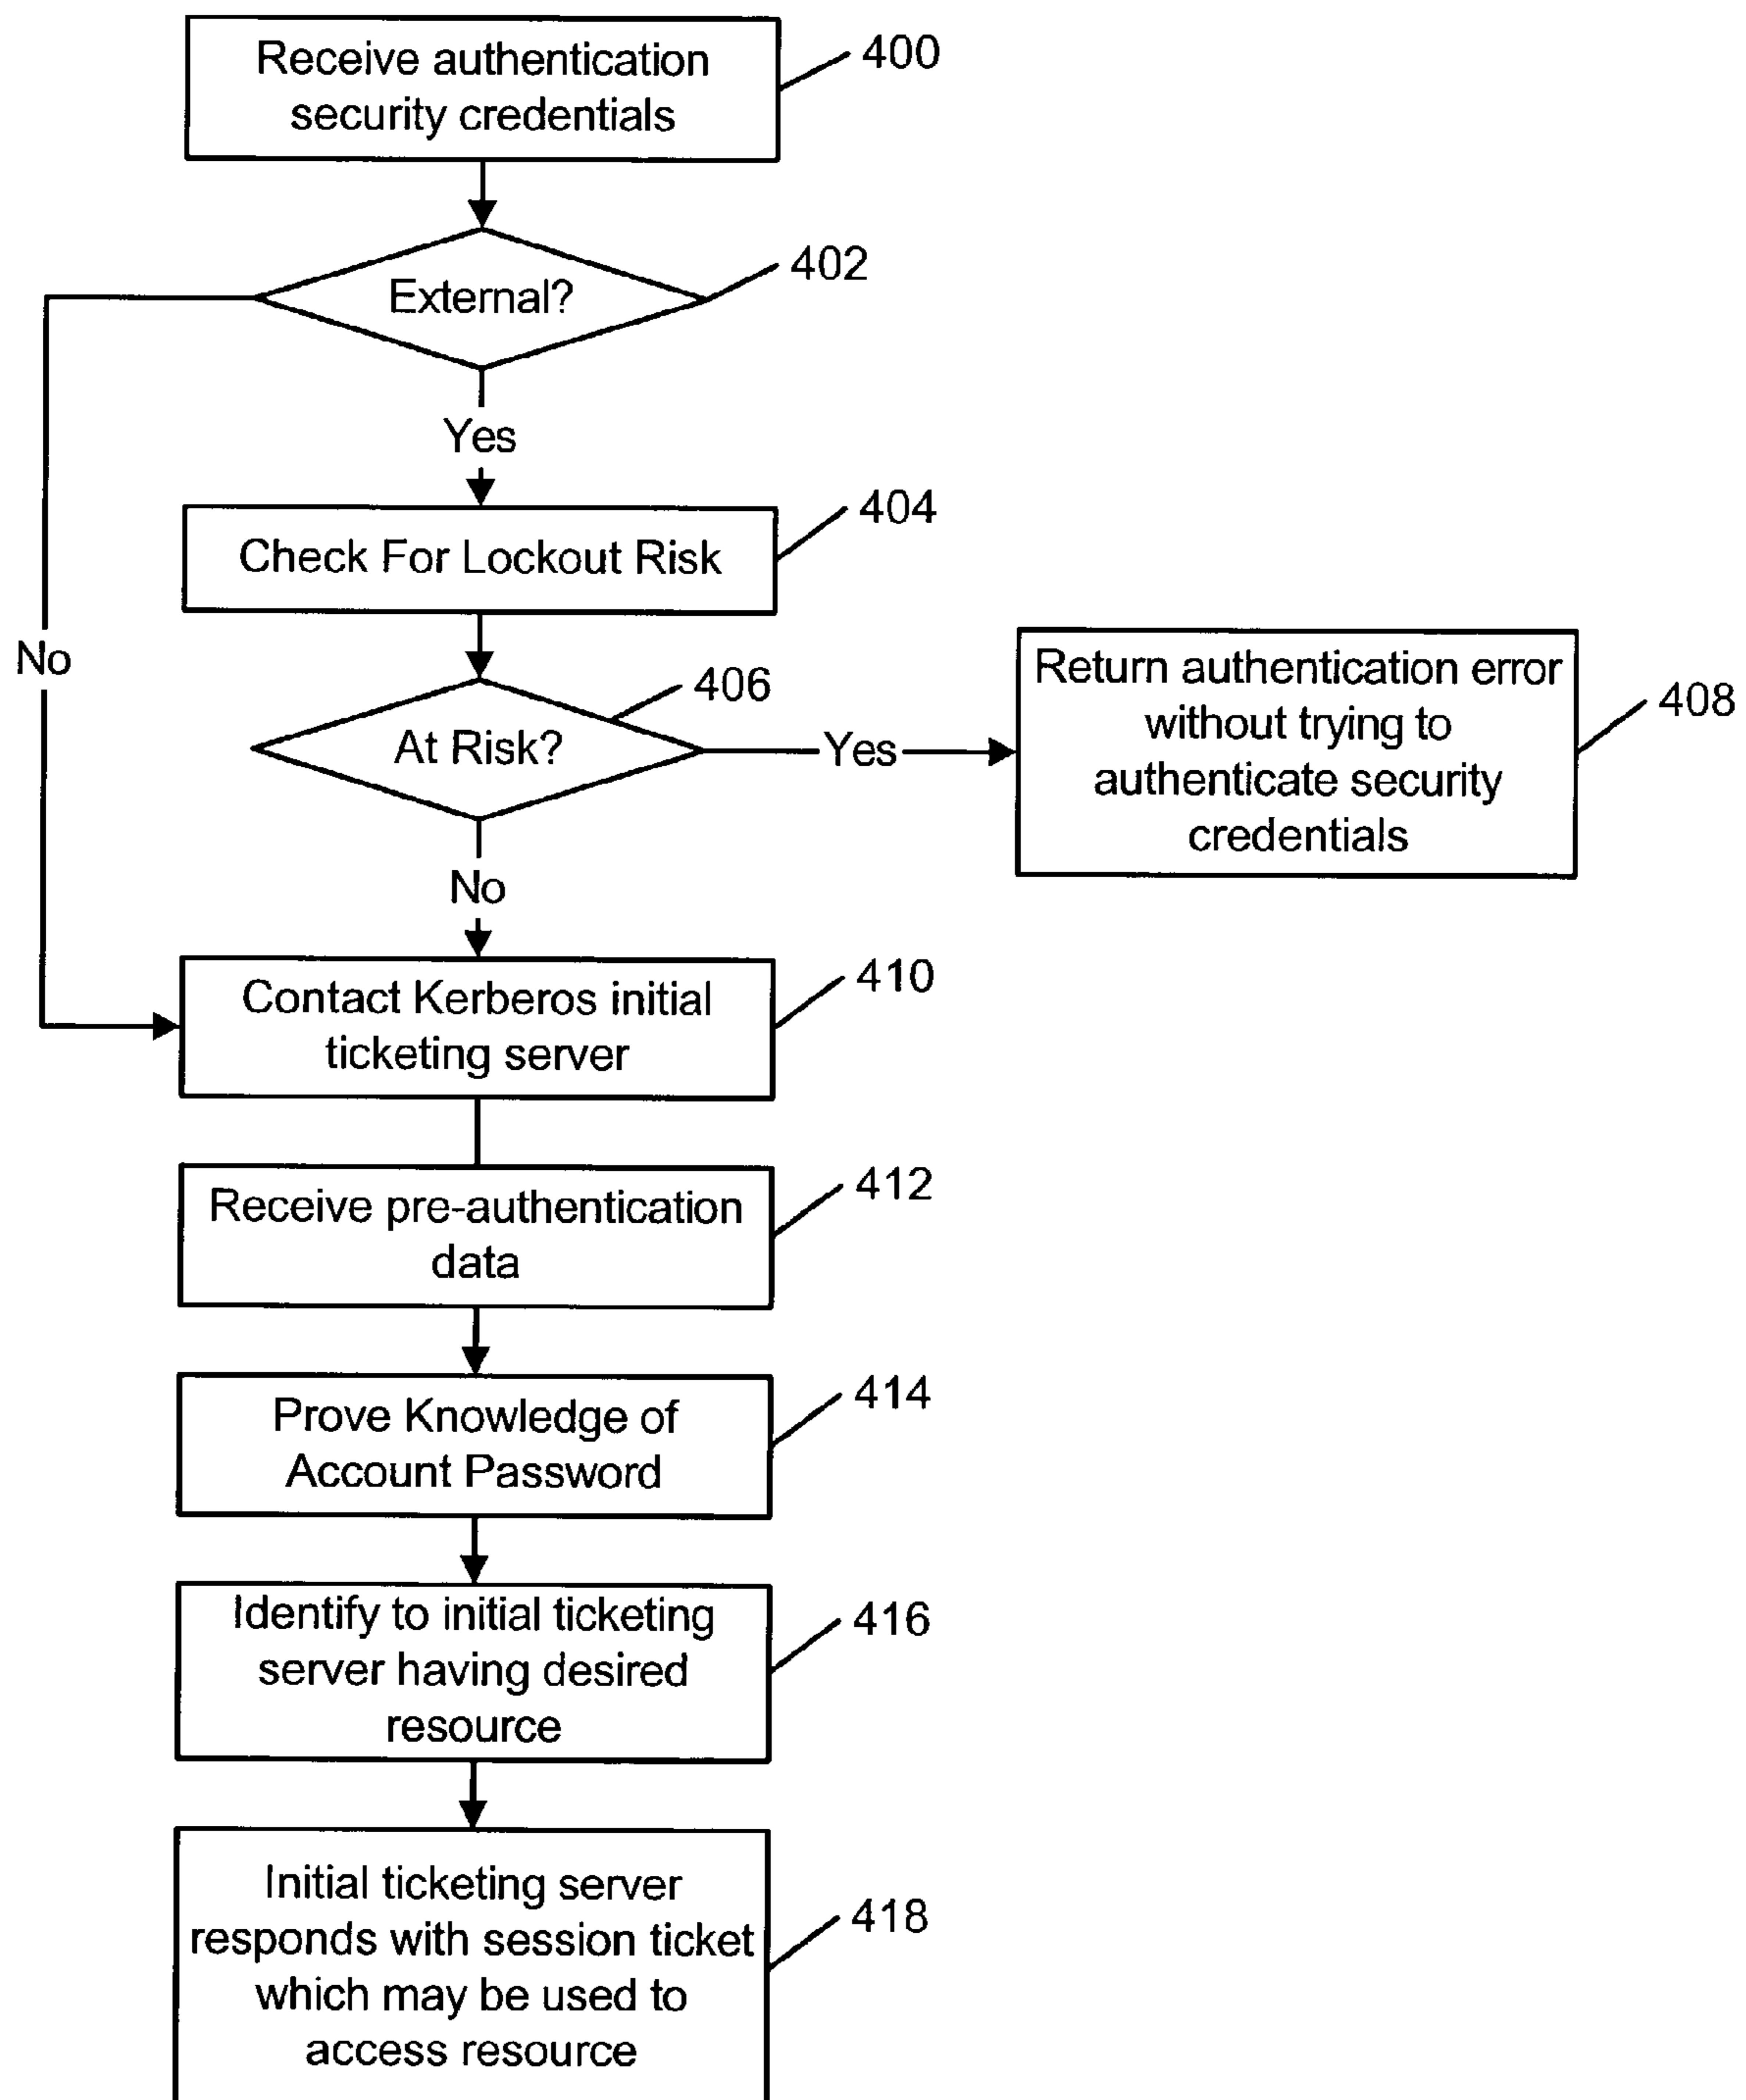 Receive authentication
security credentials
400
External?
402
Yes
No
Check For Lockout Risk
404
At Risk?
406
Yes
Return authentication error
without trying to
authenticate security
credentials
408
No
Contact Kerberos initial
ticketing server
410
Receive pre-authentication
data
412
Prove Knowledge of
Account Password
414
Identify to initial ticketing
server having desired
resource
416
Initial ticketing server
responds with session ticket
which may be used to
access resource
418